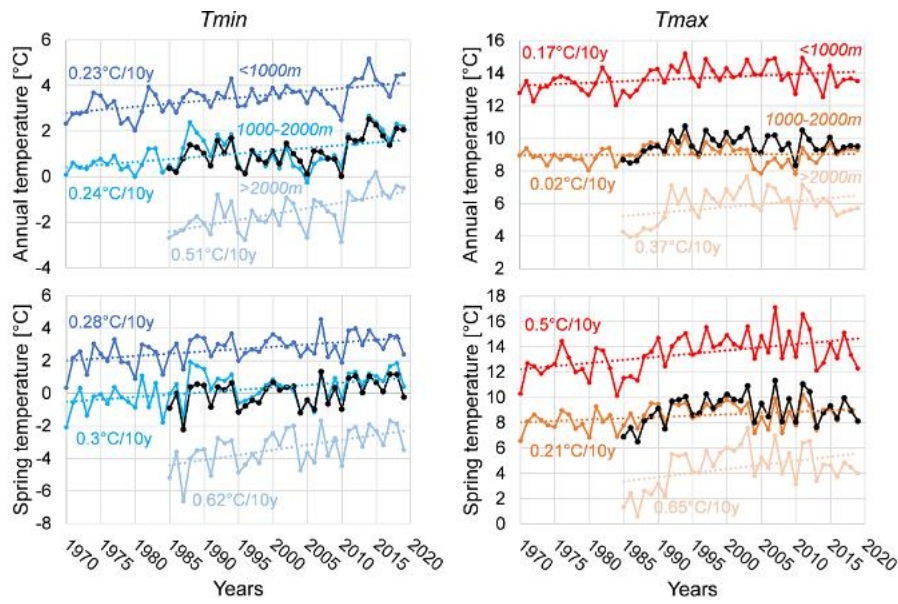 Tmin
Tmax
Annual temperature [°C]
8
6
4
2
0
-2
-4
0.23°C/10y
<1000m
1000-2000m
0.24°C/10y
>2000m
0.51°C/10y
Annual temperature [°C]
16
14
12
10
8
6
4
2
0.17°C/10y
<1000m
1000-2000m
0.02°C/10y
>2000m
0.37°C/10y
Spring temperature [°C]
6
4
2
0
-2
-4
-6
-8
0.28°C/10y
0.3°C/10y
0.62°C/10y
1970
1975
1980
1985
1990
1995
2000
2005
2010
2015
2020
Years
Spring temperature [°C]
18
16
14
12
10
8
6
4
2
0
0.5°C/10y
0.21°C/10y
0.65°C/10y
1970
1975
1980
1985
1990
1995
2000
2005
2010
2015
2020
Years